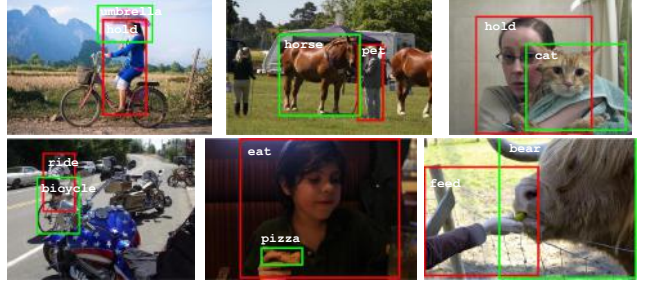 umbrella
hold
horse
pet
hold
cat
ride
bicycle
eat
pizza
bear
feed